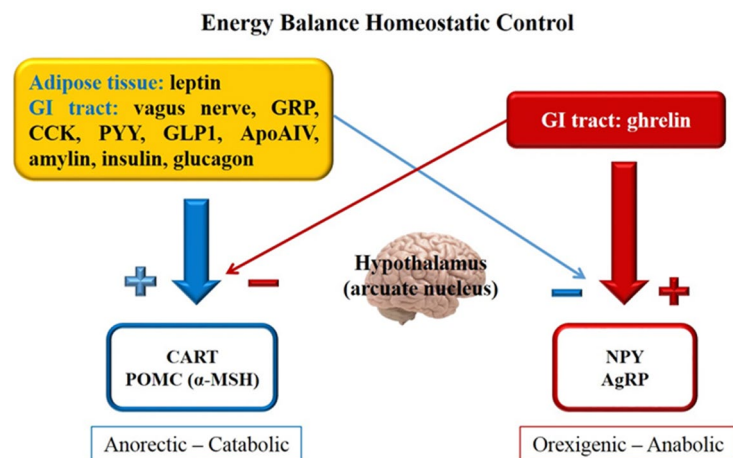 Energy Balance Homeostatic Control
Adipose tissue: leptin
GI tract: vagus nerve, GRP,
CCK, PYY, GLP1, ApoAIV,
amylin, insulin, glucagon
GI tract: ghrelin
+
−
Hypothalamus
(arcuate nucleus)
−
+
CART
POMC (α-MSH)
NPY
AgRP
Anorectic – Catabolic
Orexigenic – Anabolic